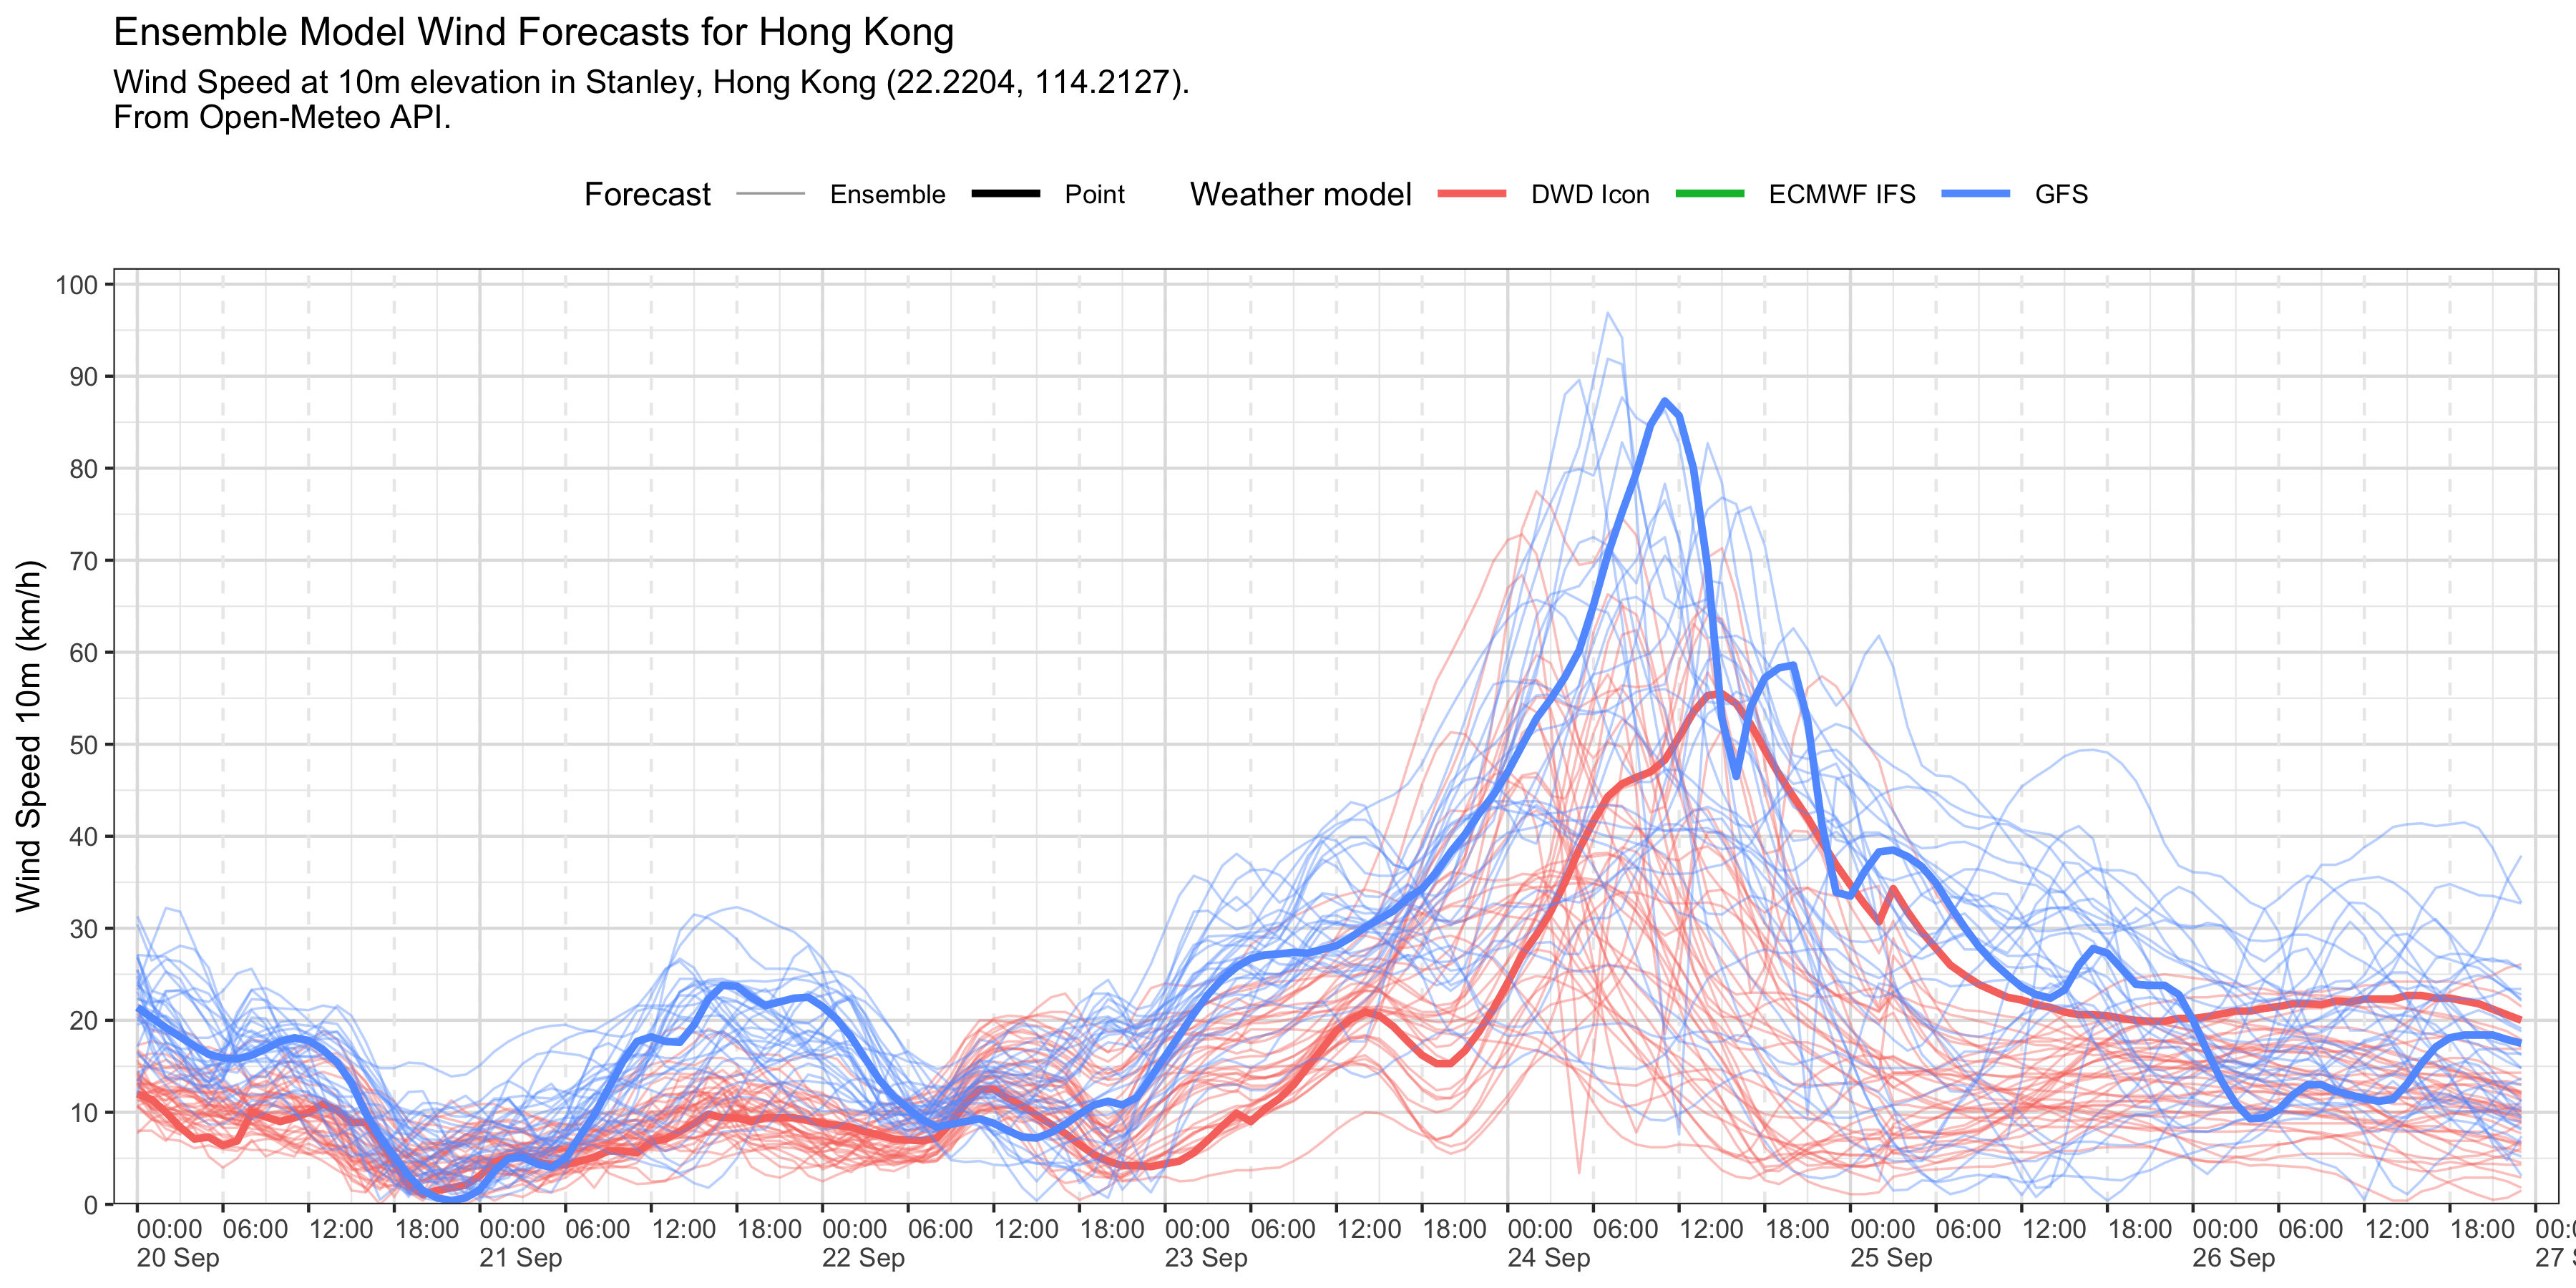 Ensemble Model Wind Forecasts for Hong Kong
Wind Speed at 10m elevation in Stanley, Hong Kong (22.2204, 114.2127).
From Open-Meteo API.
Forecast Ensemble Point Weather model DWD Icon ECMWF IFS GFS
Wind Speed 10m (km/h)
100
90
80
70
60
50
40
30
20
10
0
00:00 06:00 12:00 18:00 00:00 06:00 12:00 18:00 00:00 06:00 12:00 18:00 00:00 06:00 12:00 18:00 00:00 06:00 12:00 18:00 00:00 06:00 12:00 18:00 00:00 06:00 12:00 18:00 00:
20 Sep 21 Sep 22 Sep 23 Sep 24 Sep 25 Sep 26 Sep 27